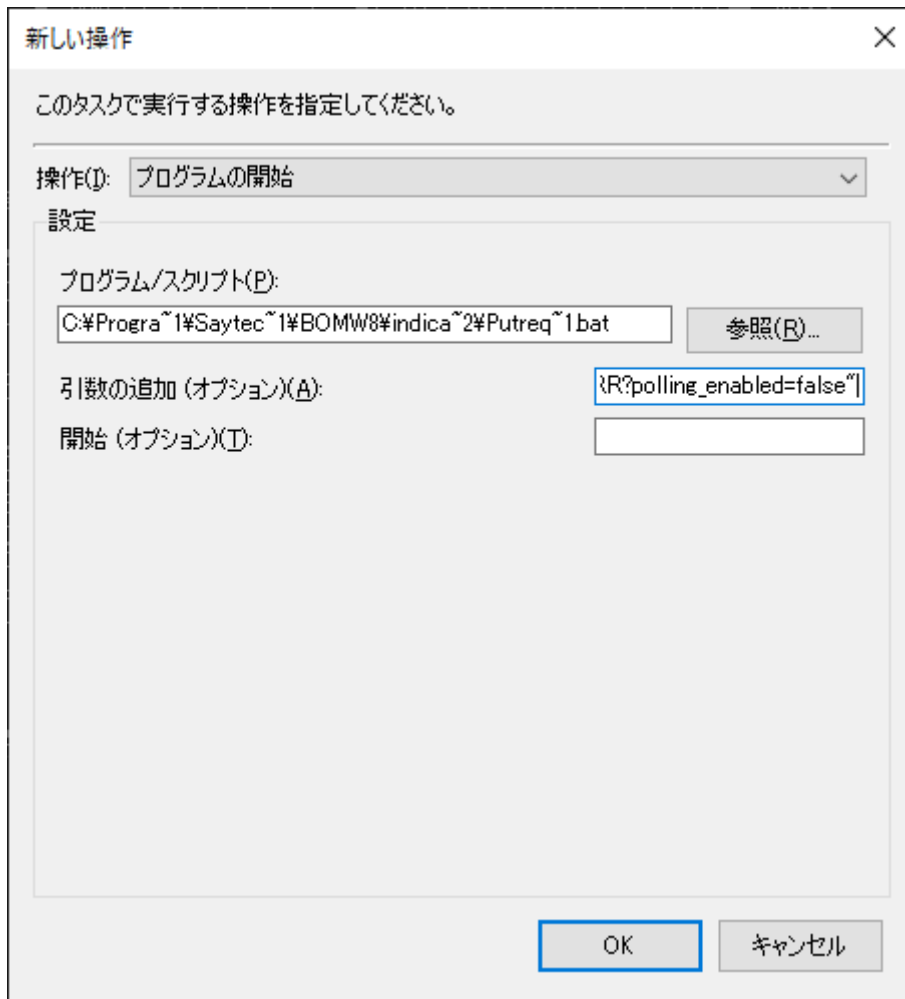 新しい操作
このタスクで実行する操作を指定してください。
操作(I): プログラムの開始
設定
プログラム/スクリプト(P):
C:¥Progra~1¥Saytec~1¥BOMW8¥indica~2¥Putreq~1.bat 参照(R)...
引数の追加 (オプション)(A): R?polling_enabled=false"
開始 (オプション)(T):
OK キャンセル